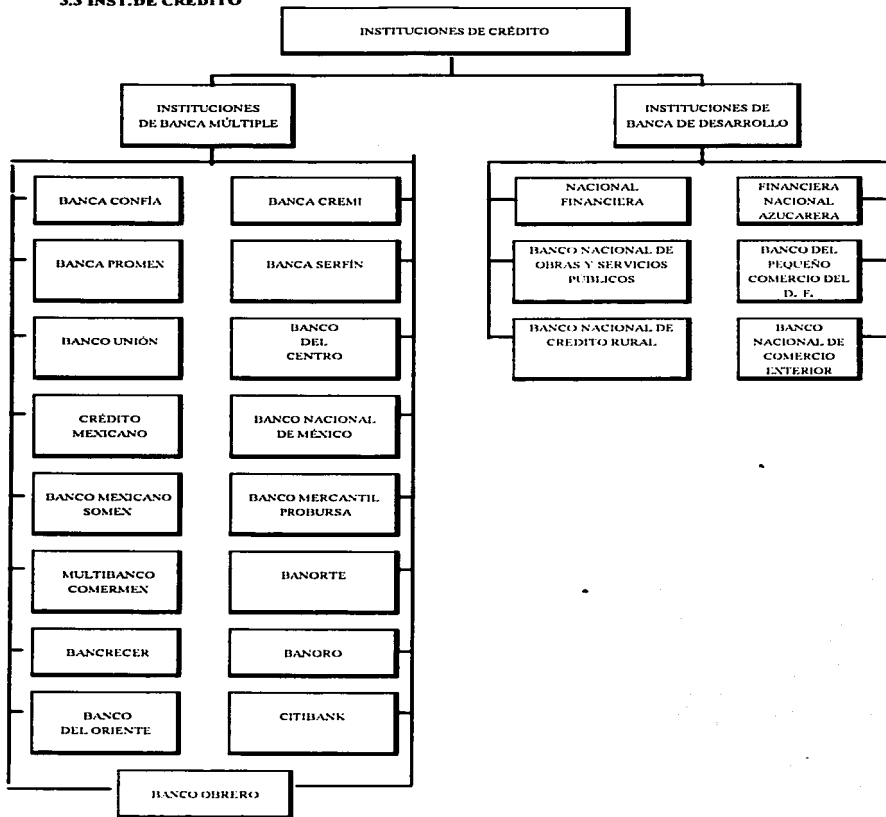 3.3 INST. DE CREDITO
INSTITUCIONES DE CRÉDITO
INSTITUCIONES
DE BANCA MÚLTIPLE
INSTITUCIONES DE
BANCA DE DESARROLLO
BANCA CONFÍA
BANCA CREMI
BANCA PROMEX
BANCA SERFÍN
BANCO UNIÓN
BANCO
DEL
CENTRO
CRÉDITO
MEXICANO
BANCO NACIONAL
DE MÉXICO
BANCO MEXICANO
SOMEX
BANCO MERCANTIL
PROBURSA
MULTIBANCO
COMERMEX
BANORTE
BANCRECER
BANORO
BANCO
DEL ORIENTE
CITIBANK
BANCO OBRERO
NACIONAL
FINANCIERA
FINANCIERA
NACIONAL
AZUCARERA
BANCO NACIONAL DE
OBRAS Y SERVICIOS
PUBLICOS
BANCO DEL
PEQUEÑO
COMERCIO DEL
D. F.
BANCO NACIONAL DE
CREDITO RURAL
BANCO
NACIONAL DE
COMERCIO
EXTERIOR